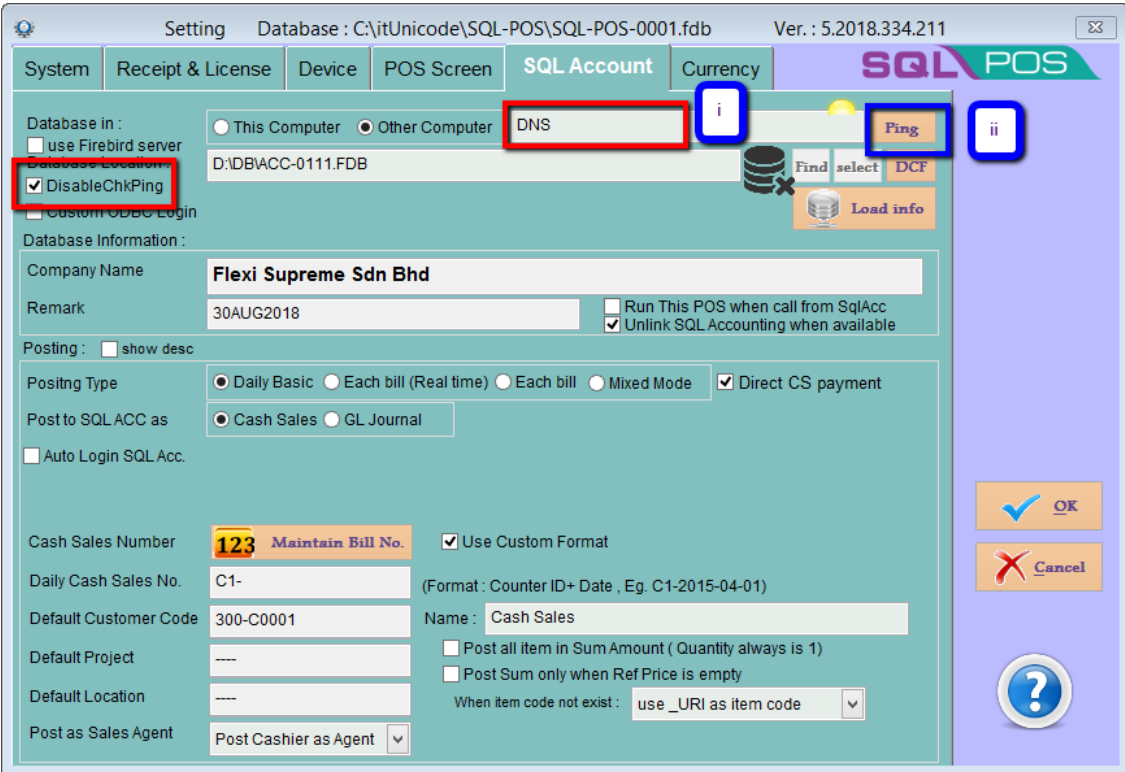 Setting Database : C:\itUnicode\SQL-POS\SQL-POS-0001.fdb Ver. : 5.2018.334.211
System Receipt & License Device POS Screen SQL Account Currency SQL POS
i
Database in : This Computer Other Computer DNS Ping ii
use Firebird server
Database Location : D:\DB\ACC-0111.FDB Find select DCF
DisableChkPing
Custom ODBC Login Load info
Database Information :
Company Name Flexi Supreme Sdn Bhd
Remark 30AUG2018 Run This POS when call from SqlAcc
Unlink SQL Accounting when available
Posting : show desc
Positng Type Daily Basic Each bill (Real time) Each bill Mixed Mode Direct CS payment
Post to SQL ACC as Cash Sales GL Journal
Auto Login SQL Acc.
OK
Cash Sales Number 123 Maintain Bill No. Use Custom Format
Cancel
Daily Cash Sales No. C1- (Format : Counter ID+ Date , Eg. C1-2015-04-01)
Default Customer Code 300-C0001 Name : Cash Sales
Post all item in Sum Amount ( Quantity always is 1)
Default Project ----
Post Sum only when Ref Price is empty
Default Location ---- When item code not exist : use _URI as item code
Post as Sales Agent Post Cashier as Agent
?